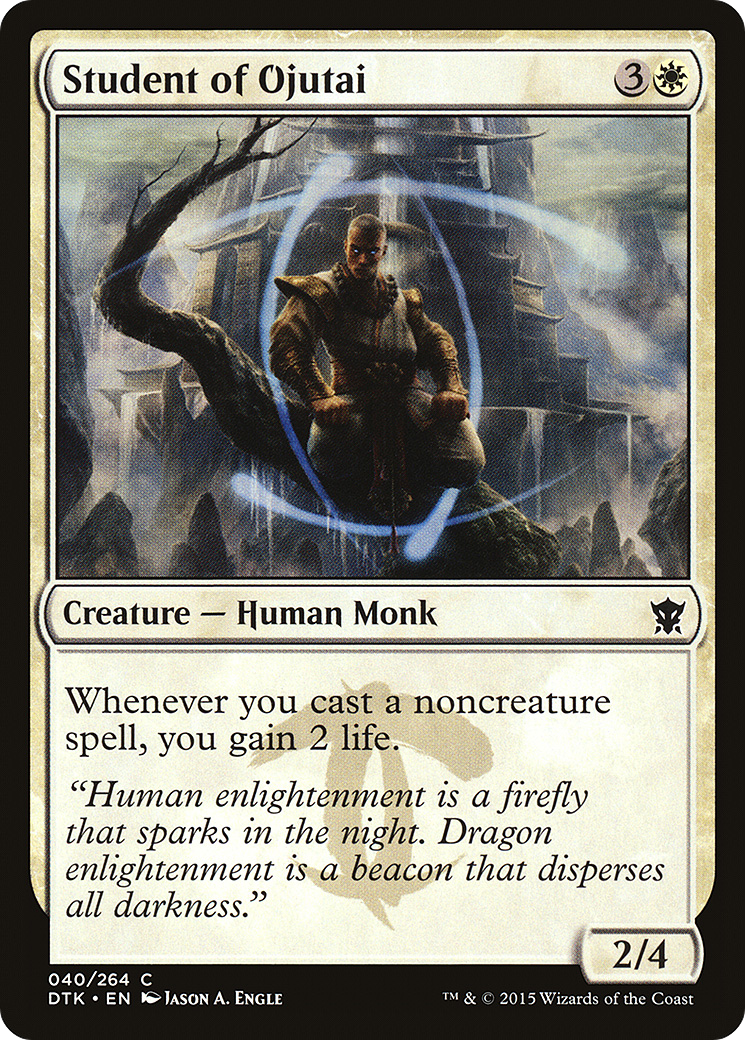 Student of Ojutai
3
Creature — Human Monk
Whenever you cast a noncreature
spell, you gain 2 life.
“Human enlightenment is a firefly
that sparks in the night. Dragon
enlightenment is a beacon that disperses
all darkness.”
2/4
040/264 C
DTK • EN Jason A. Engle
™ & © 2015 Wizards of the Coast